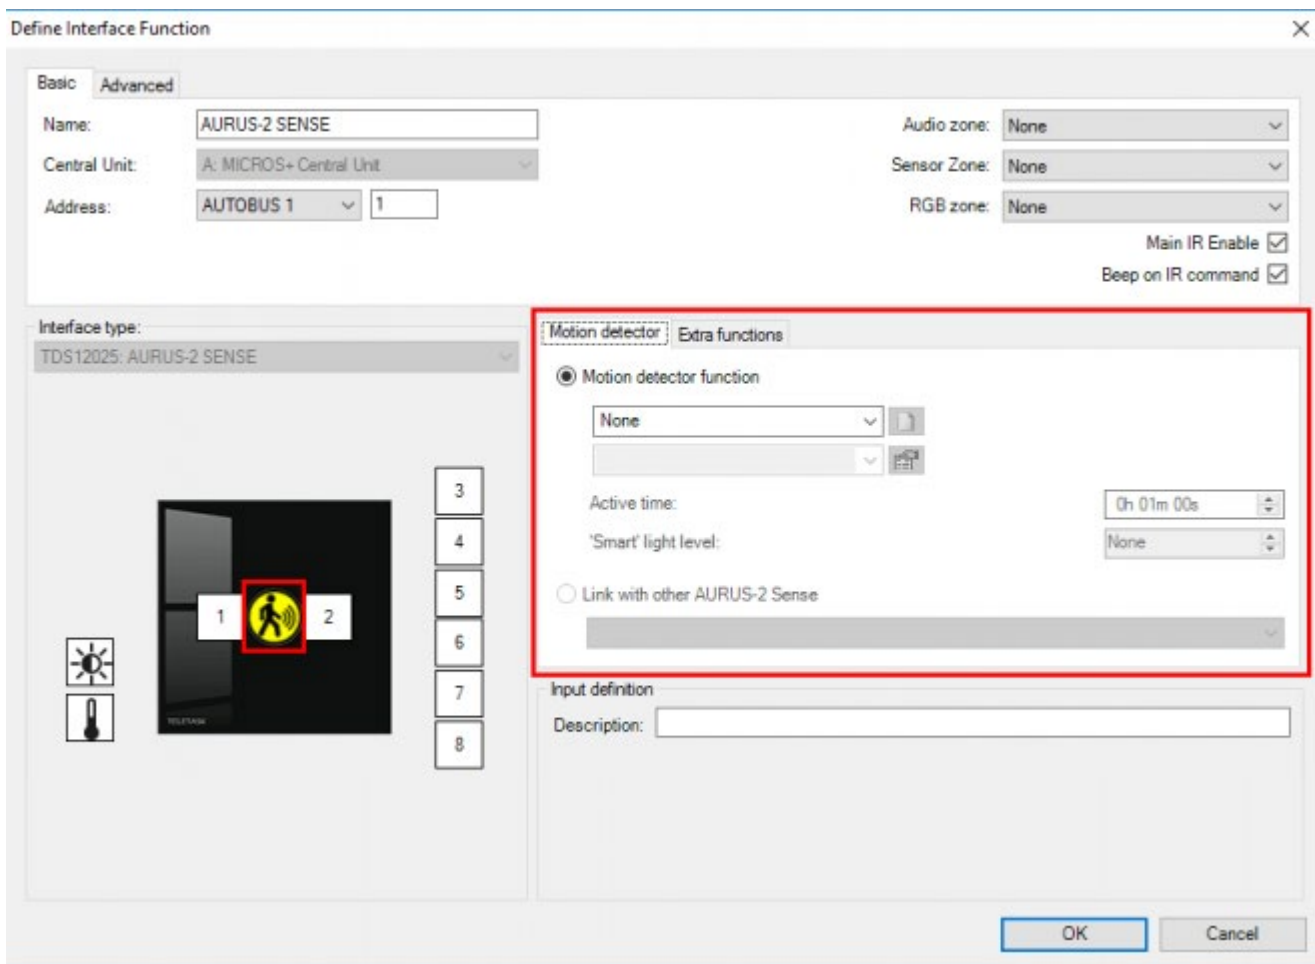 Define Interface Function
Basic Advanced
Name: AURUS-2 SENSE
Central Unit: A: MICROS+ Central Unit
Address: AUTOBUS 1 1
Audio zone: None
Sensor Zone: None
RGB zone: None
Main IR Enable
Beep on IR command
Interface type:
TDS12025: AURUS-2 SENSE
1
2
3
4
5
6
7
8
TELETASK
Motion detector Extra functions
Motion detector function
None
Active time: 0h 01m 00s
'Smart' light level: None
Link with other AURUS-2 Sense
Input definition
Description:
OK Cancel